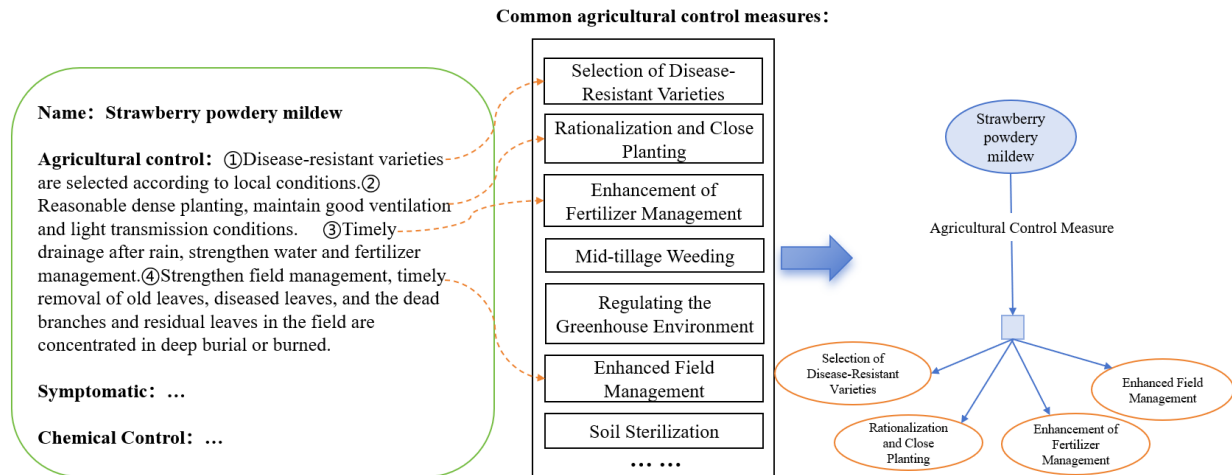 Common agricultural control measures：
Name：Strawberry powdery mildew
Agricultural control：①Disease-resistant varieties
are selected according to local conditions.②
Reasonable dense planting, maintain good ventilation
and light transmission conditions. ③Timely
drainage after rain, strengthen water and fertilizer
management.④Strengthen field management, timely
removal of old leaves, diseased leaves, and the dead
branches and residual leaves in the field are
concentrated in deep burial or burned.
Symptomatic：…
Chemical Control：…
Selection of Disease-
Resistant Varieties
Rationalization and Close
Planting
Enhancement of
Fertilizer Management
Mid-tillage Weeding
Regulating the
Greenhouse Environment
Enhanced Field
Management
Soil Sterilization
… …
Strawberry
powdery
mildew
Agricultural Control Measure
Selection of
Disease-Resistant
Varieties
Rationalization
and Close
Planting
Enhancement of
Fertilizer
Management
Enhanced Field
Management